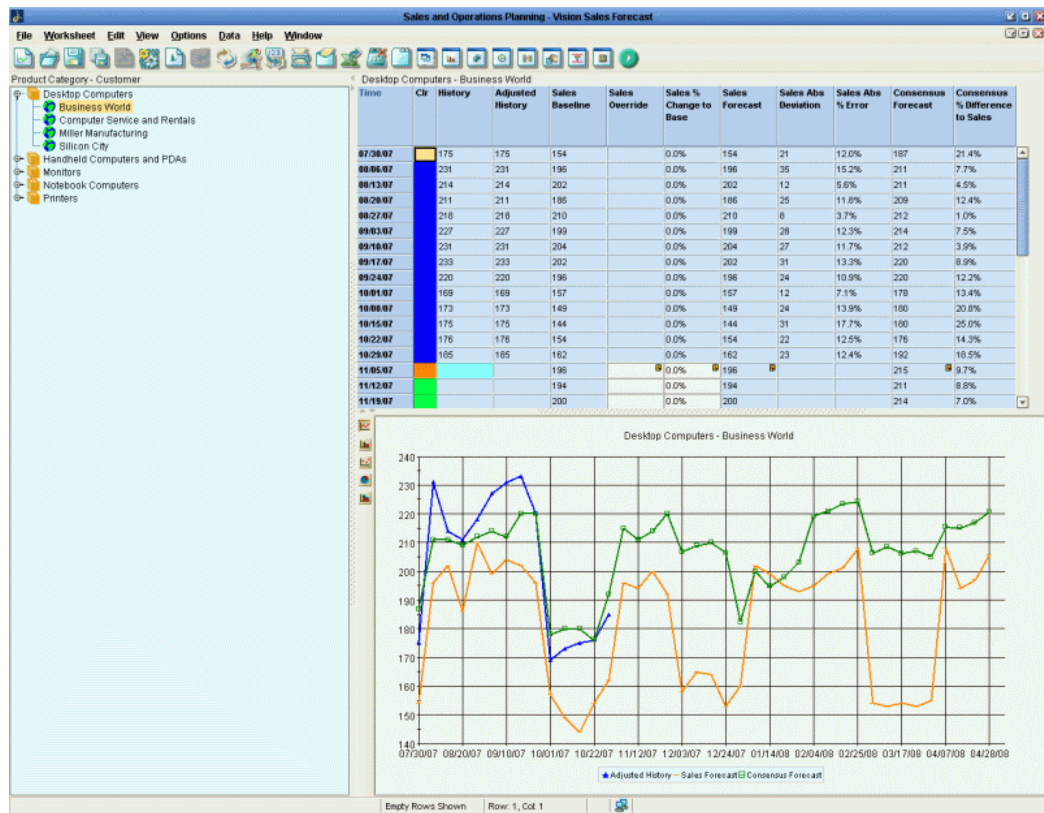 Sales and Operations Planning - Vision Sales Forecast
File Worksheet Edit View Options Data Help Window
Product Category - Customer
Desktop Computers
Business World
Computer Service and Rentals
Miller Manufacturing
Silicon City
Handheld Computers and PDAs
Monitors
Notebook Computers
Printers
Desktop Computers - Business World
Time Clr History Adjusted History Sales Baseline Sales Override Sales % Change to Base Sales Forecast Sales Abs Deviation Sales Abs % Error Consensus Forecast Consensus % Difference to Sales
07/30/07 175 175 154 0.0% 154 21 12.0% 187 21.4%
08/06/07 231 231 196 0.0% 196 35 15.2% 211 7.7%
08/13/07 214 214 202 0.0% 202 12 5.6% 211 4.5%
08/20/07 211 211 186 0.0% 186 25 11.8% 209 12.4%
08/27/07 218 218 210 0.0% 210 8 3.7% 212 1.0%
09/03/07 227 227 199 0.0% 199 28 12.3% 214 7.5%
09/10/07 231 231 204 0.0% 204 27 11.7% 212 3.9%
09/17/07 233 233 202 0.0% 202 31 13.3% 220 8.9%
09/24/07 220 220 196 0.0% 196 24 10.9% 220 12.2%
10/01/07 169 169 157 0.0% 157 12 7.1% 178 13.4%
10/08/07 173 173 149 0.0% 149 24 13.9% 180 20.8%
10/15/07 175 175 144 0.0% 144 31 17.7% 180 25.0%
10/22/07 176 176 154 0.0% 154 22 12.5% 176 14.3%
10/29/07 185 185 162 0.0% 162 23 12.4% 192 18.5%
11/05/07 196 0.0% 196 215 9.7%
11/12/07 194 0.0% 194 211 8.8%
11/19/07 200 0.0% 200 214 7.0%
Desktop Computers - Business World
240
230
220
210
200
190
180
170
160
150
140
07/30/07 08/20/07 09/10/07 10/01/07 10/22/07 11/12/07 12/03/07 12/24/07 01/14/08 02/04/08 02/25/08 03/17/08 04/07/08 04/28/08
Adjusted History Sales Forecast Consensus Forecast
Empty Rows Shown Row: 1, Col 1